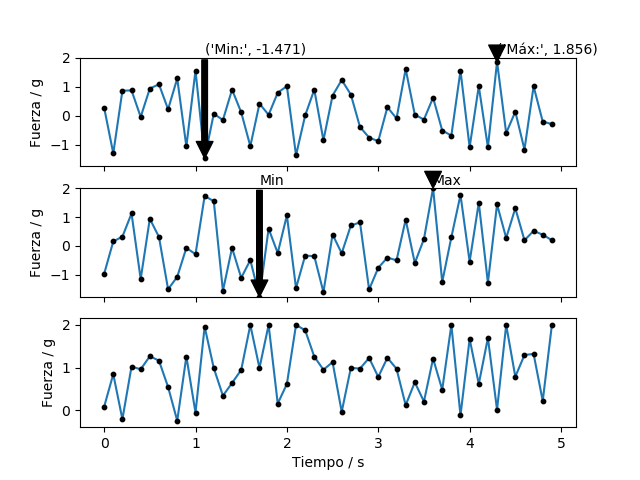 ('Min:', -1.471)
'Máx:', 1.856)
2
1
0
−1
Fuerza / g
Min
Max
2
1
0
−1
Fuerza / g
2
1
0
Fuerza / g
0 1 2 3 4 5
Tiempo / s